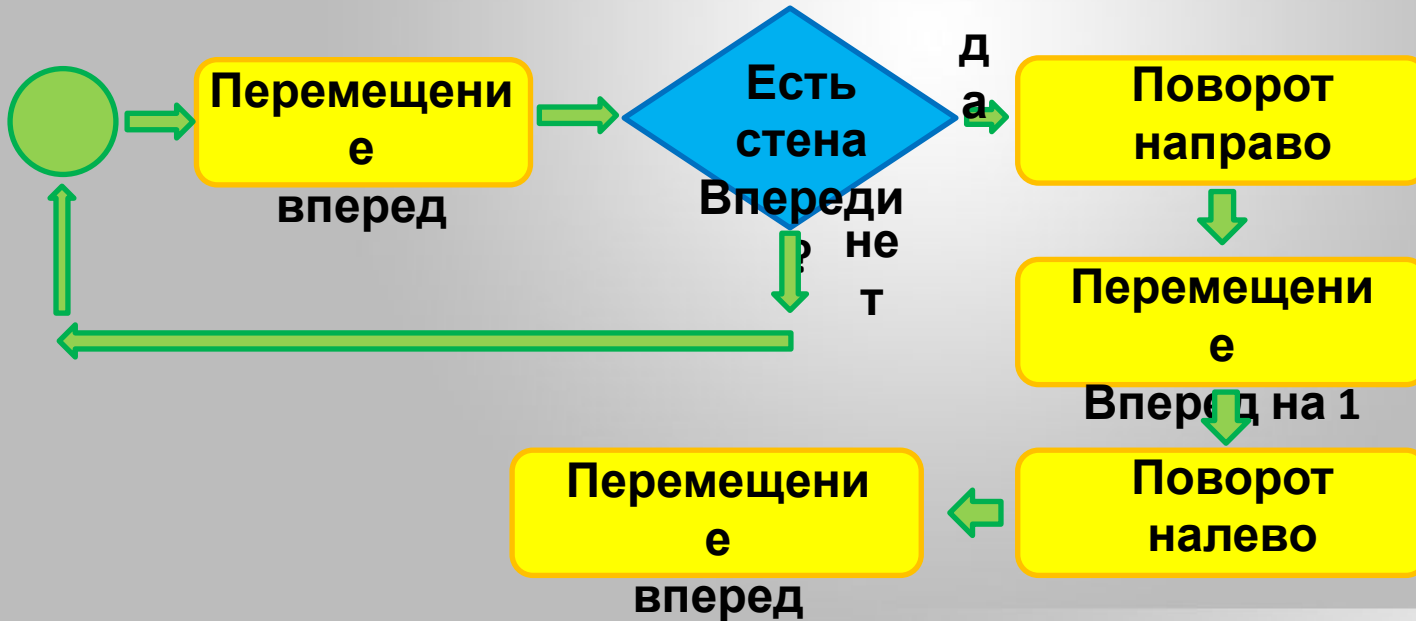 Перемещени
е
вперед
Есть
стена
Впереди
?
д
а
не
т
Поворот
направо
Перемещени
е
Вперед на 1
Поворот
налево
Перемещени
е
вперед